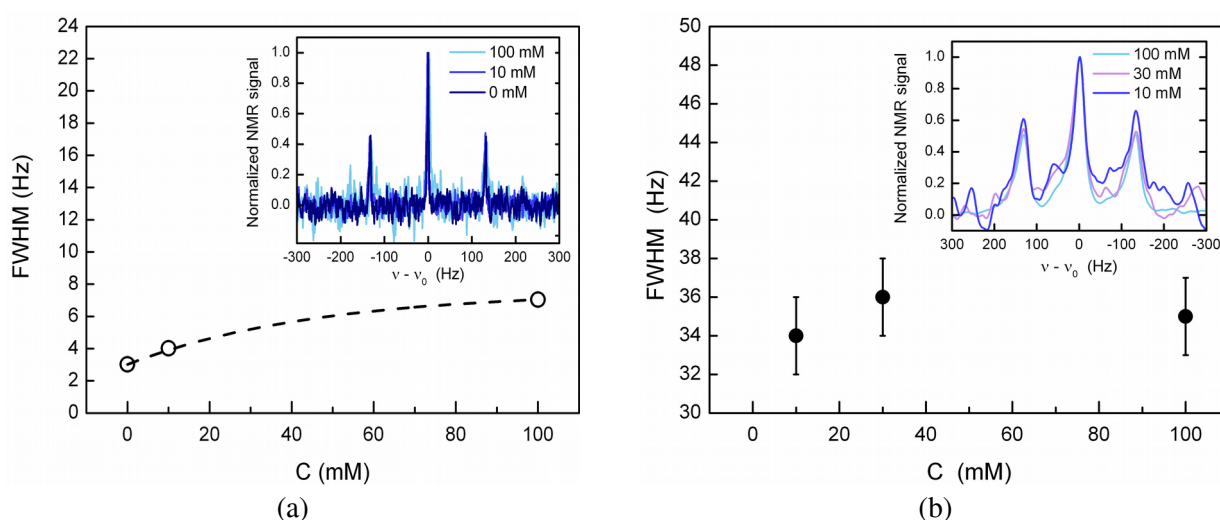 24
22
20
18
16
14
12
10
8
6
4
2
0
FWHM (Hz)
0 20 40 60 80 100
C (mM)
1.0
0.8
0.6
0.4
0.2
0.0
Normalized NMR signal
100 mM
10 mM
0 mM
-300 -200 -100 0 100 200 300
ν - ν₀ (Hz)
(a)
50
48
46
44
42
40
38
36
34
32
30
FWHM (Hz)
0 20 40 60 80 100
C (mM)
1.0
0.8
0.6
0.4
0.2
0.0
Normalized NMR signal
100 mM
30 mM
10 mM
300 200 100 0 -100 -200 -300
ν - ν₀ (Hz)
(b)